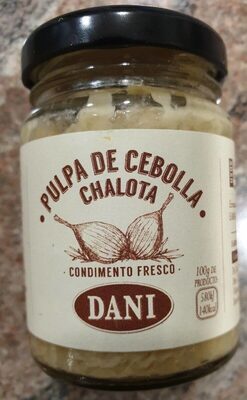 · PULPA DE CEBOLLA ·
CHALOTA
· CONDIMENTO FRESCO ·
DANI
100g DE
PRODUCTO:
580kJ
140kcal